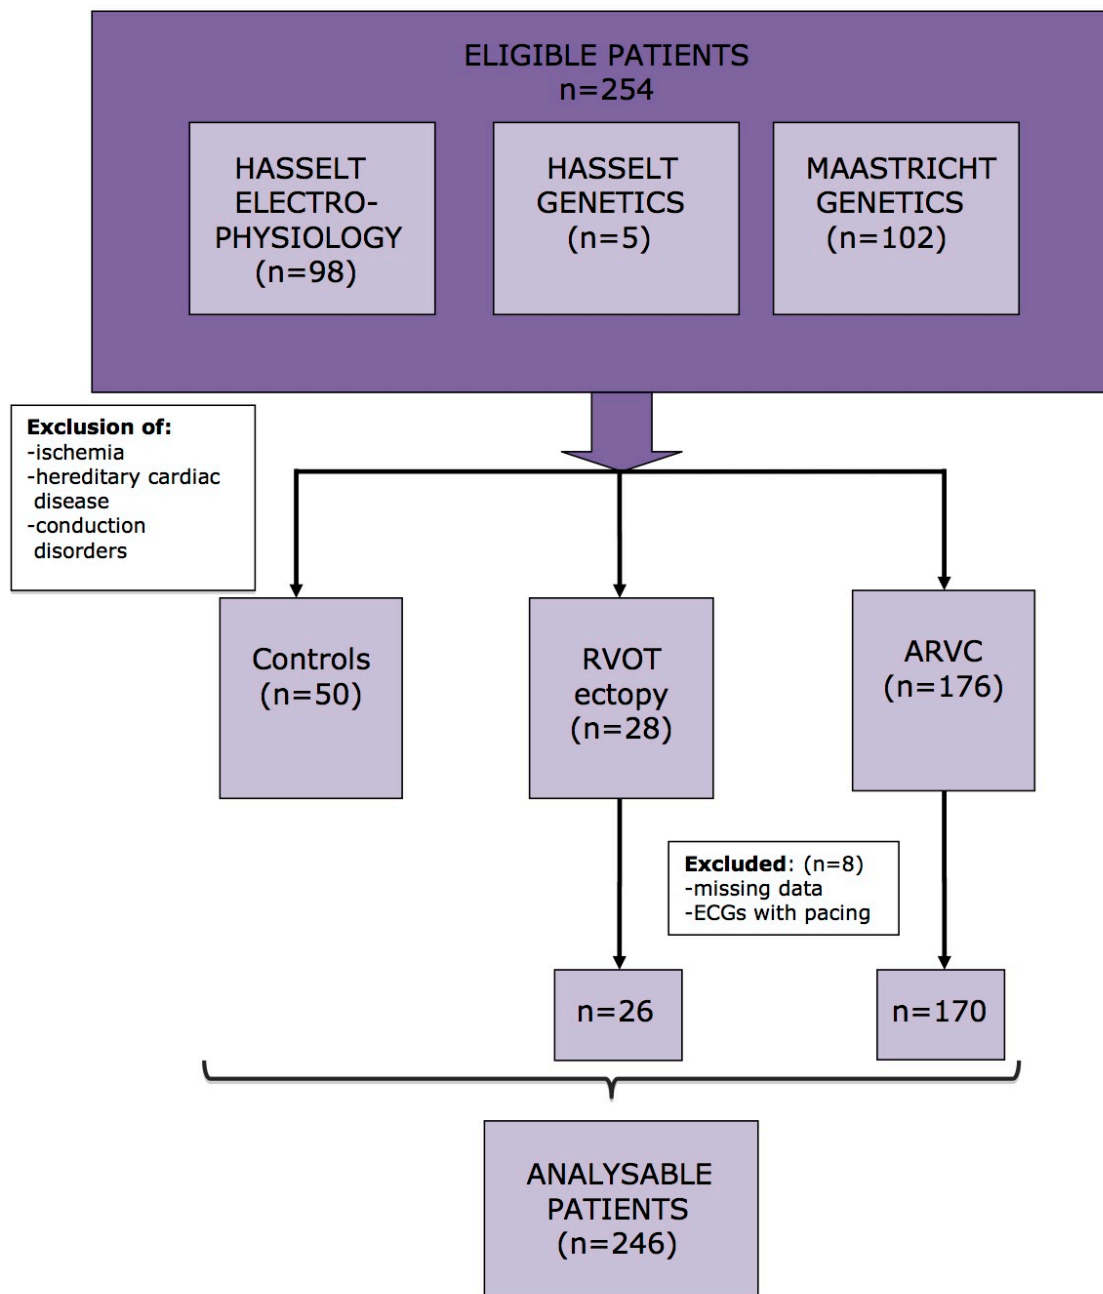 ELIGIBLE PATIENTS
n=254
HASSELT
ELECTRO-
PHYSIOLOGY
(n=98)
HASSELT
GENETICS
(n=5)
MAASTRICHT
GENETICS
(n=102)
Exclusion of:
-ischemia
-hereditary cardiac
disease
-conduction
disorders
Controls
(n=50)
RVOT
ectopy
(n=28)
ARVC
(n=176)
Excluded: (n=8)
-missing data
-ECGs with pacing
n=26
n=170
ANALYSABLE
PATIENTS
(n=246)